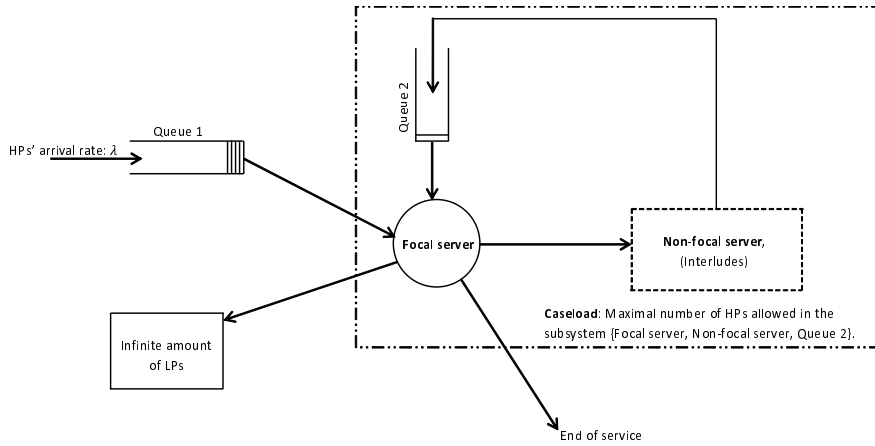 Queue 2
Queue 1
HPs' arrival rate: λ
Focal server
Non-focal server,
(Interludes)
Caseload: Maximal number of HPs allowed in the
subsystem {Focal server, Non-focal server, Queue 2}.
Infinite amount
of LPs
End of service